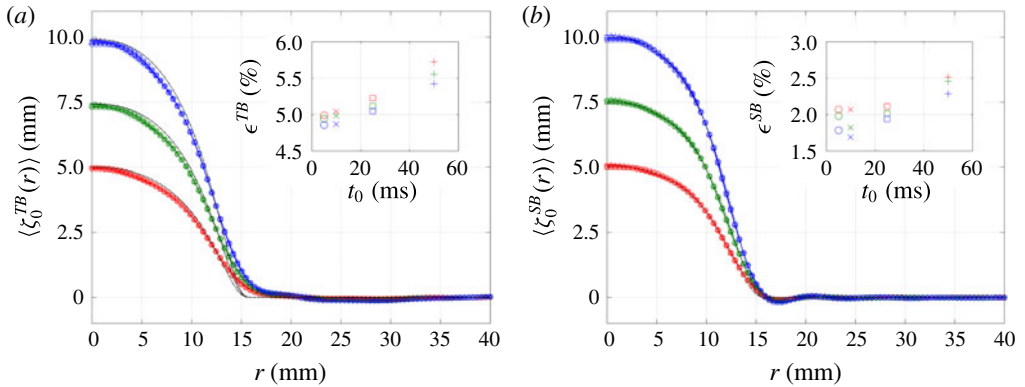 (a)
10.0
7.5
5.0
2.5
0
⟨ζ₀ᵀᴮ(r)⟩ (mm)
0 5 10 15 20 25 30 35 40
r (mm)
6.0
5.5
5.0
4.5
ϵᵀᴮ (%)
0 20 40 60
t₀ (ms)
(b)
10.0
7.5
5.0
2.5
0
⟨ζ₀ˢᴮ(r)⟩ (mm)
0 5 10 15 20 25 30 35 40
r (mm)
3.0
2.5
2.0
1.5
ϵˢᴮ (%)
0 20 40 60
t₀ (ms)